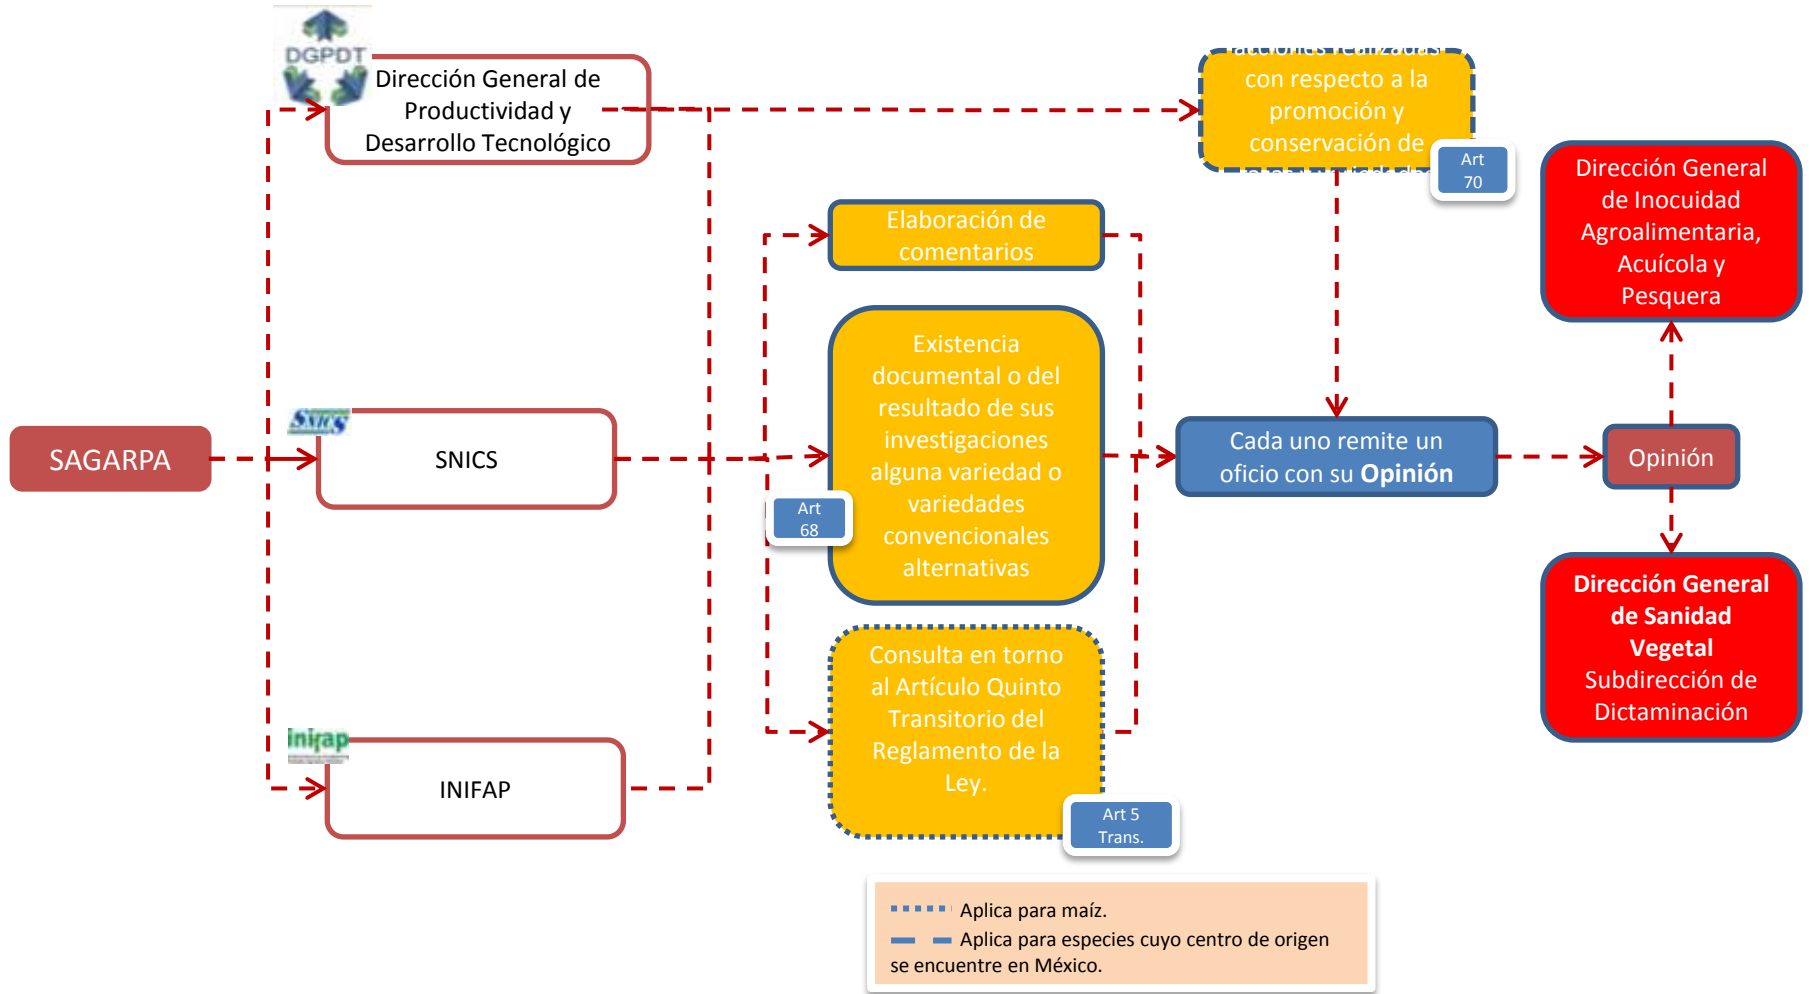 DGPDT
Dirección General de
Productividad y
Desarrollo Tecnológico
acciones realizadas
con respecto a la
promoción y
conservación de
Art
70
Dirección General
de Inocuidad
Agroalimentaria,
Acuícola y
Pesquera
Elaboración de
comentarios
Existencia
documental o del
resultado de sus
investigaciones
alguna variedad o
variedades
convencionales
alternativas
Art
68
SAGARPA
SNICS
SNICS
Cada uno remite un
oficio con su Opinión
Opinión
Dirección General
de Sanidad
Vegetal
Subdirección de
Dictaminación
Consulta en torno
al Artículo Quinto
Transitorio del
Reglamento de la
Ley.
Art 5
Trans.
inifap
INIFAP
Aplica para maíz.
Aplica para especies cuyo centro de origen
se encuentre en México.